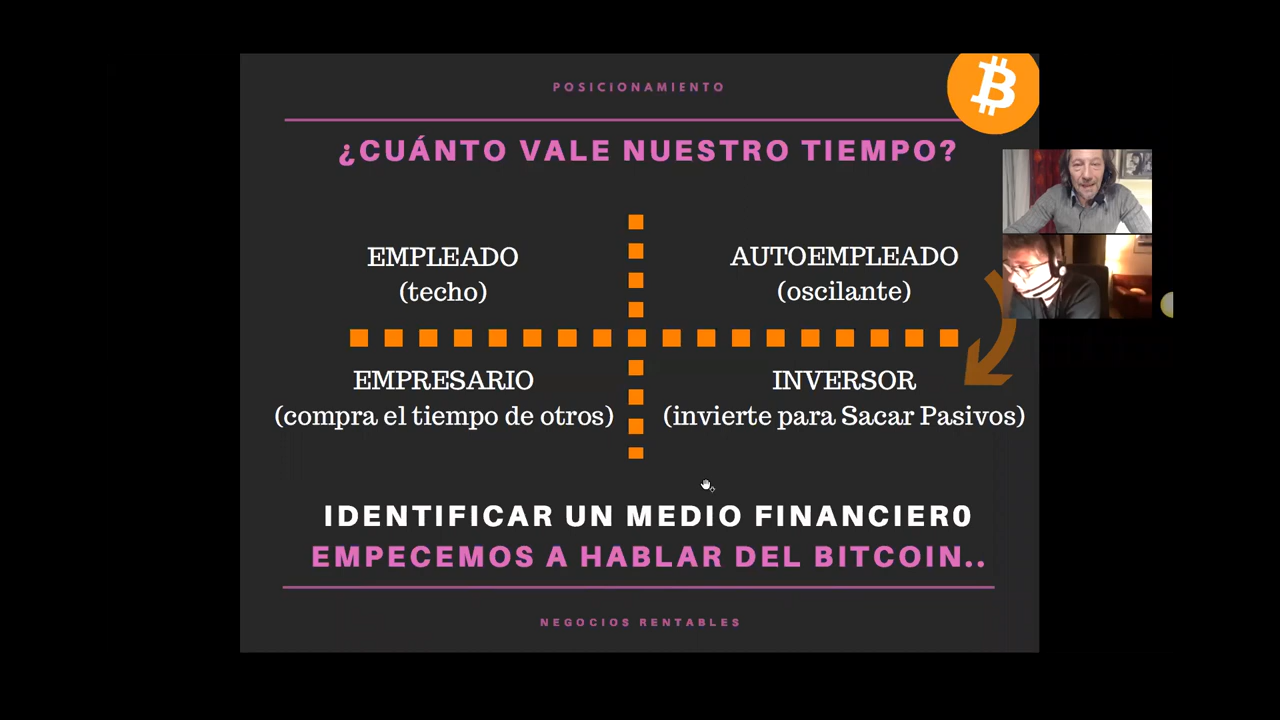 POSICIONAMIENTO
¿CUÁNTO VALE NUESTRO TIEMPO?
EMPLEADO
(techo)
AUTOEMPLEADO
(oscilante)
EMPRESARIO
(compra el tiempo de otros)
INVERSOR
(invierte para Sacar Pasivos)
IDENTIFICAR UN MEDIO FINANCIER0
EMPECEMOS A HABLAR DEL BITCOIN..
NEGOCIOS RENTABLES